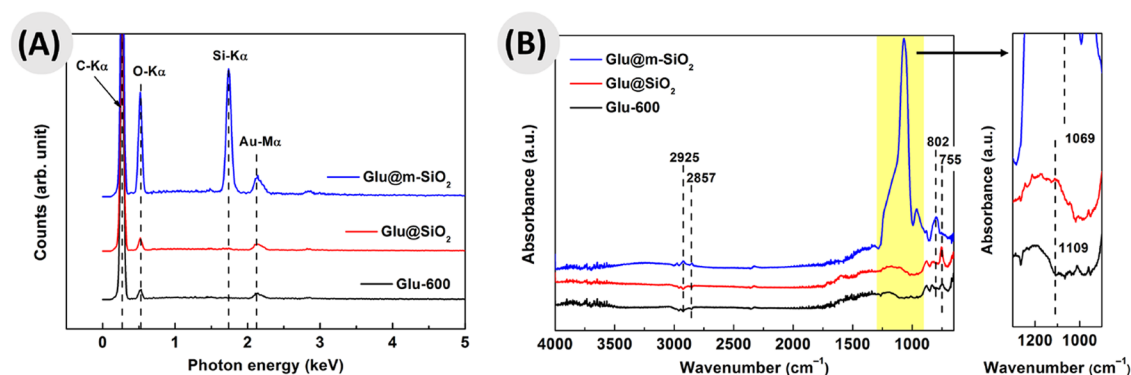 (A)
C-Kα
O-Kα
Si-Kα
Au-Mα
Glu@m-SiO₂
Glu@SiO₂
Glu-600
Counts (arb. unit)
0 1 2 3 4 5
Photon energy (keV)
(B)
Glu@m-SiO₂
Glu@SiO₂
Glu-600
2925
2857
802
755
Absorbance (a.u.)
4000 3500 3000 2500 2000 1500 1000
Wavenumber (cm⁻¹)
1069
1109
Absorbance (a.u.)
1200 1000
Wavenumber (cm⁻¹)